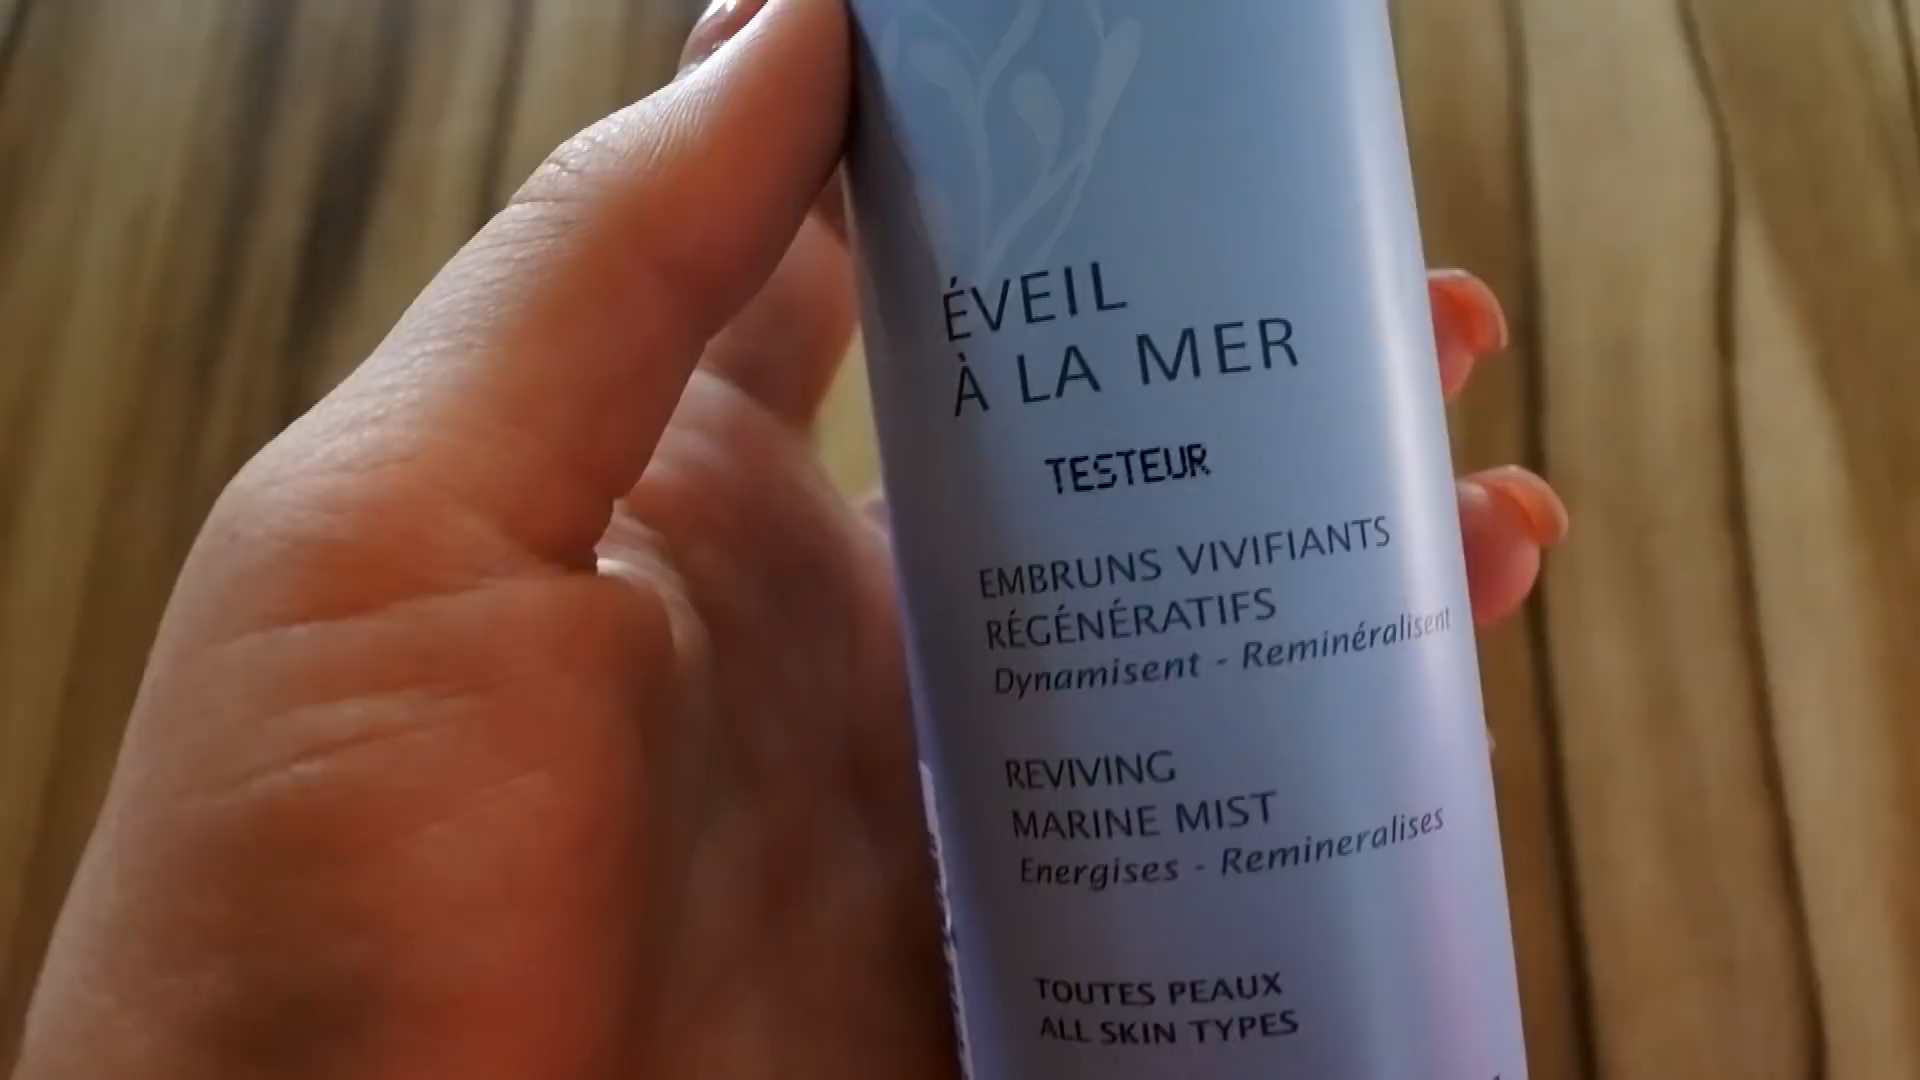 ÉVEIL
À LA MER
TESTEUR
EMBRUNS VIVIFIANTS
RÉGÉNÉRATIFS
Dynamisent - Reminéralisent
REVIVING
MARINE MIST
Energises - Remineralises
TOUTES PEAUX
ALL SKIN TYPES